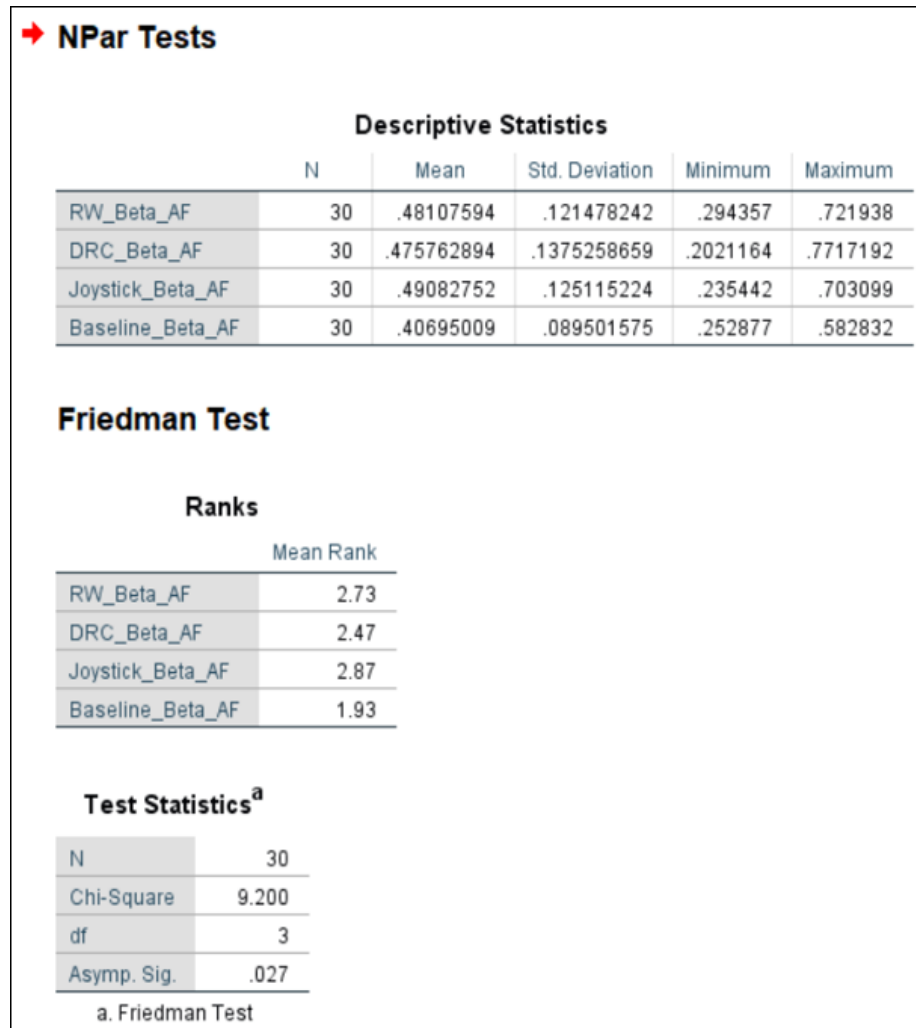 NPar Tests
Descriptive Statistics
N Mean Std. Deviation Minimum Maximum
RW_Beta_AF 30 .48107594 .121478242 .294357 .721938
DRC_Beta_AF 30 .475762894 .1375258659 .2021164 .7717192
Joystick_Beta_AF 30 .49082752 .125115224 .235442 .703099
Baseline_Beta_AF 30 .40695009 .089501575 .252877 .582832
Friedman Test
Ranks
Mean Rank
RW_Beta_AF 2.73
DRC_Beta_AF 2.47
Joystick_Beta_AF 2.87
Baseline_Beta_AF 1.93
Test Statisticsa
N 30
Chi-Square 9.200
df 3
Asymp. Sig. .027
a. Friedman Test